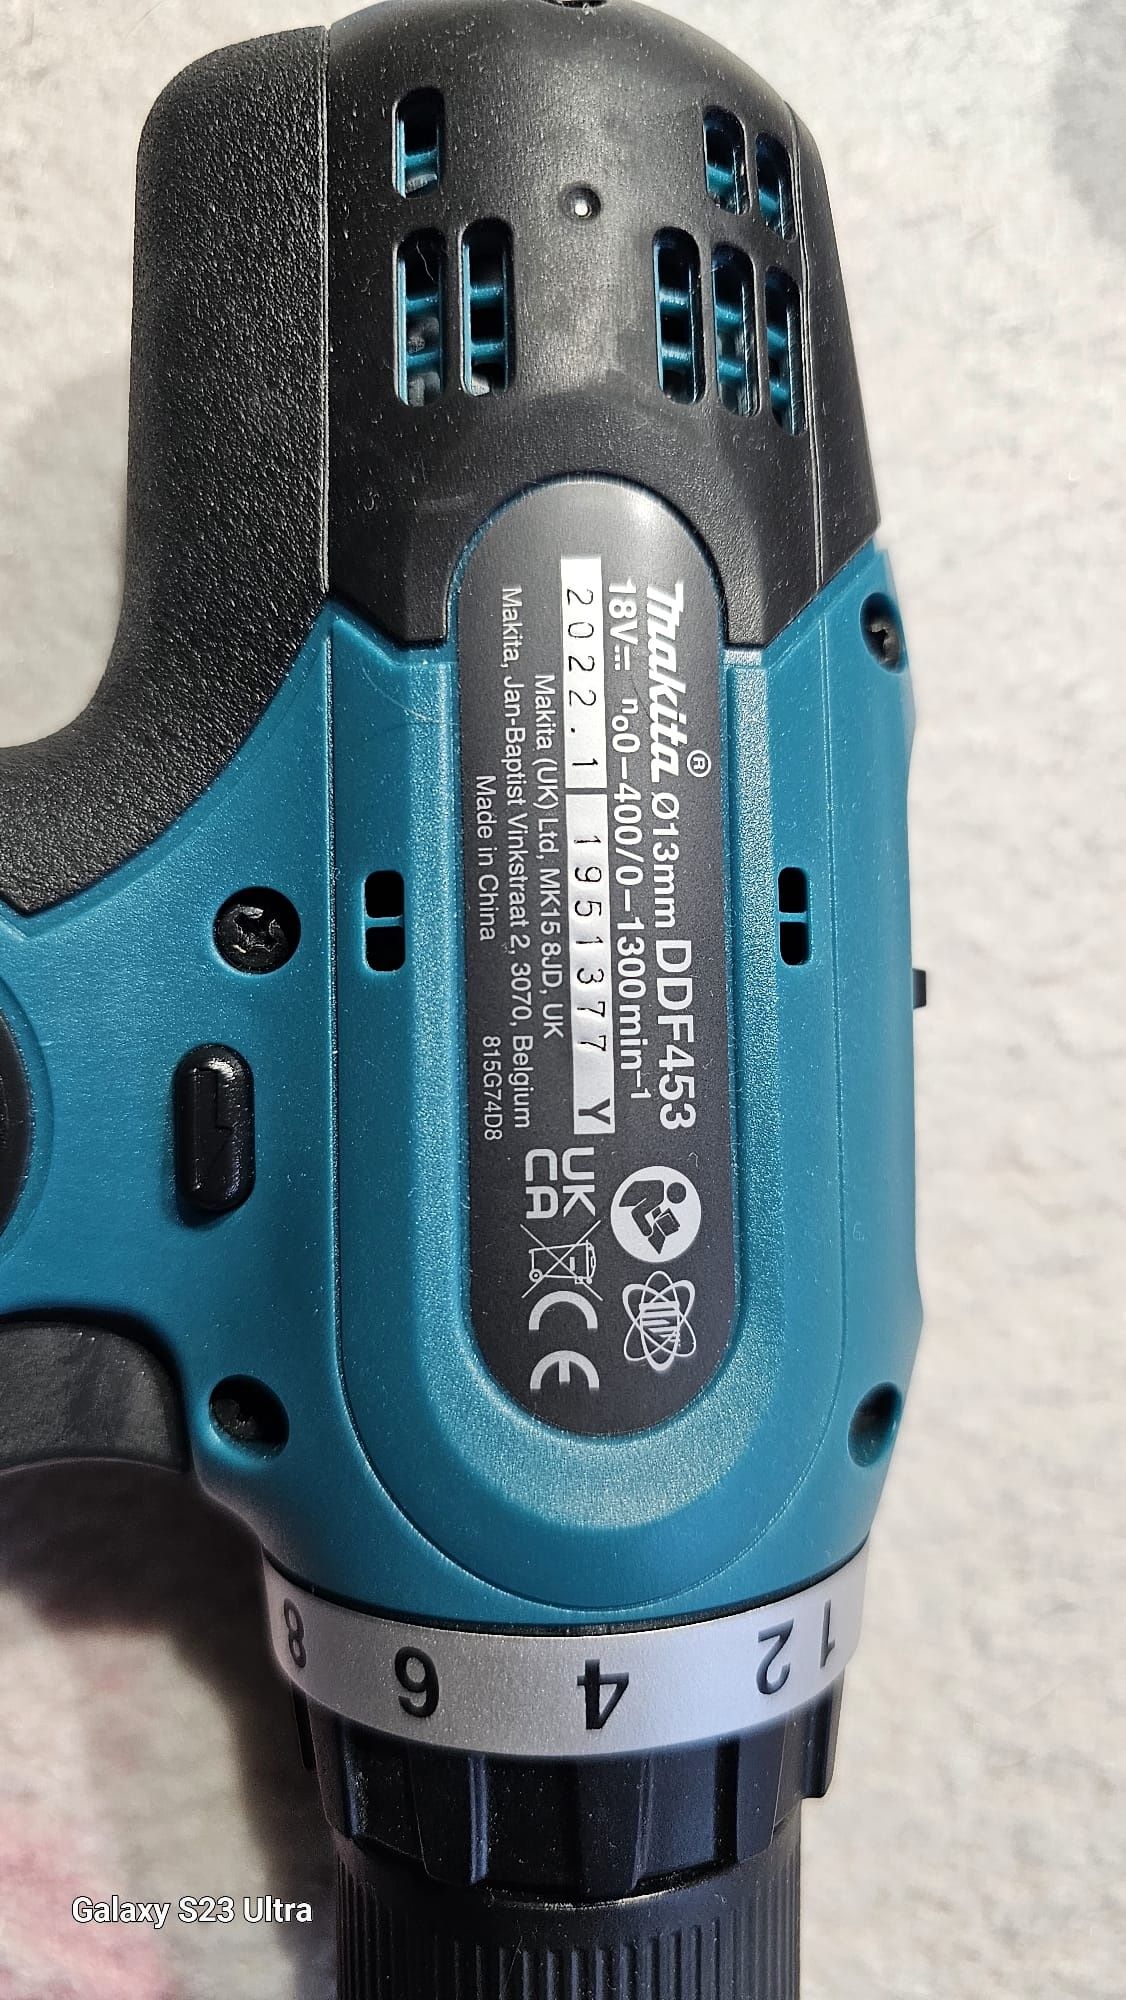 makita® Ø13mm DDF453
18V⎓ n₀0-400/0-1300min⁻¹
2022.1 1951377 Y
Makita (UK) Ltd, MK15 8JD, UK
Makita, Jan-Baptist Vinkstraat 2, 3070, Belgium
Made in China
815G74D8
UK
CA
CE
8 6 4 2 1
Galaxy S23 Ultra